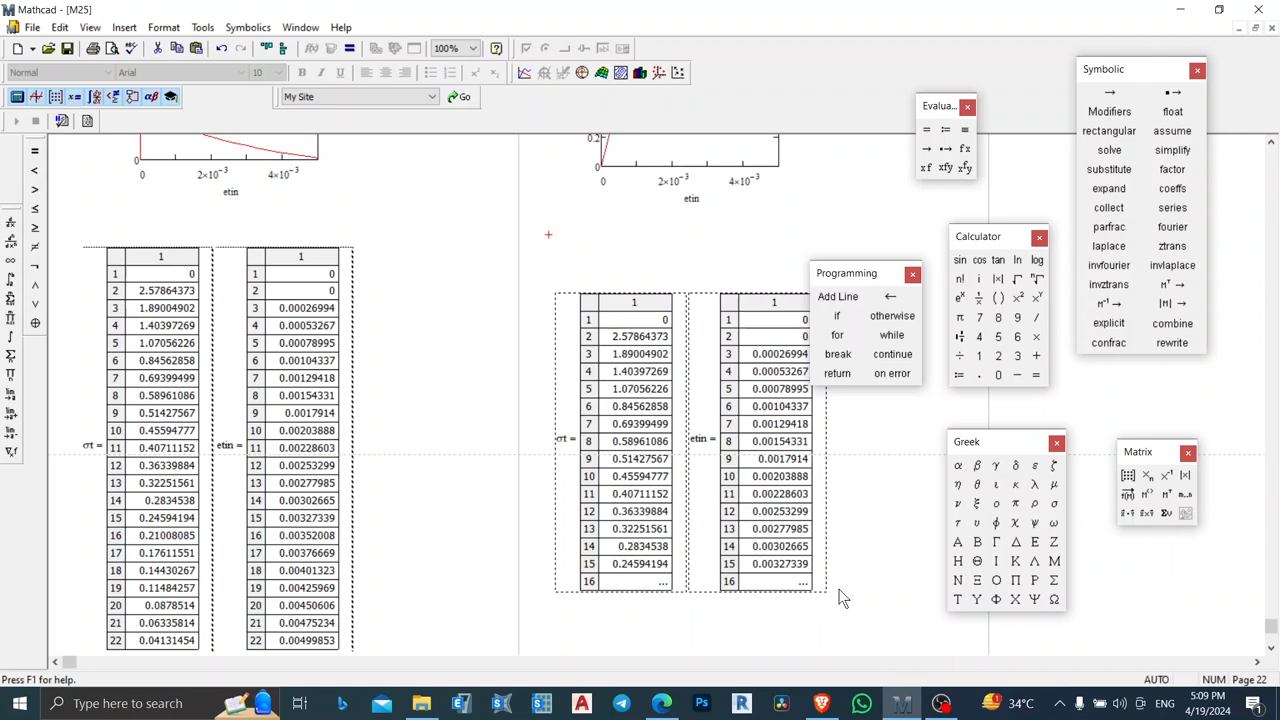 Mathcad - [M25]
File Edit View Insert Format Tools Symbolics Window Help
100%
Normal Arial 10
My Site Go
Evalua...
= := ≡
→ •→ fx
xf xfy xfy
Symbolic
→ ▪→
Modifiers float
rectangular assume
solve simplify
substitute factor
expand coeffs
collect series
parfrac fourier
laplace ztrans
invfourier invlaplace
invztrans Mᵀ →
M⁻¹ → |M| →
explicit combine
confrac rewrite
Calculator
sin cos tan ln log
n! i |×|
eˣ ( ) x² xʸ
π 7 8 9 /
4 5 6 ×
÷ 1 2 3 +
:= . 0 − =
Programming
Add Line ←
if otherwise
for while
break continue
return on error
Greek
α β γ δ ε ζ
η θ ι κ λ μ
ν ξ ο π ρ σ
τ υ φ χ ψ ω
Α Β Γ Δ Ε Ζ
Η Θ Ι Κ Λ Μ
Ν Ξ Ο Π Ρ Σ
Τ Υ Φ Χ Ψ Ω
Matrix
0
0 2×10⁻³ 4×10⁻³
etin
0.2
0
0 2×10⁻³ 4×10⁻³
etin
σt =
1
1 0
2 2.57864373
3 1.89004902
4 1.40397269
5 1.07056226
6 0.84562858
7 0.69399499
8 0.58961086
9 0.51427567
10 0.45594777
11 0.40711152
12 0.36339884
13 0.32251561
14 0.2834538
15 0.24594194
16 0.21008085
17 0.17611551
18 0.14430267
19 0.11484257
20 0.0878514
21 0.06335814
22 0.04131454
etin =
1
1 0
2 0
3 0.00026994
4 0.00053267
5 0.00078995
6 0.00104337
7 0.00129418
8 0.00154331
9 0.0017914
10 0.00203888
11 0.00228603
12 0.00253299
13 0.00277985
14 0.00302665
15 0.00327339
16 0.00352008
17 0.00376669
18 0.00401323
19 0.00425969
20 0.00450606
21 0.00475234
22 0.00499853
σt =
1
1 0
2 2.57864373
3 1.89004902
4 1.40397269
5 1.07056226
6 0.84562858
7 0.69399499
8 0.58961086
9 0.51427567
10 0.45594777
11 0.40711152
12 0.36339884
13 0.32251561
14 0.2834538
15 0.24594194
16 ...
etin =
1
1 0
2 0
3 0.00026994
4 0.00053267
5 0.00078995
6 0.00104337
7 0.00129418
8 0.00154331
9 0.0017914
10 0.00203888
11 0.00228603
12 0.00253299
13 0.00277985
14 0.00302665
15 0.00327339
16 ...
Press F1 for help.
AUTO NUM Page 22
Type here to search
34°C
ENG
5:09 PM
4/19/2024